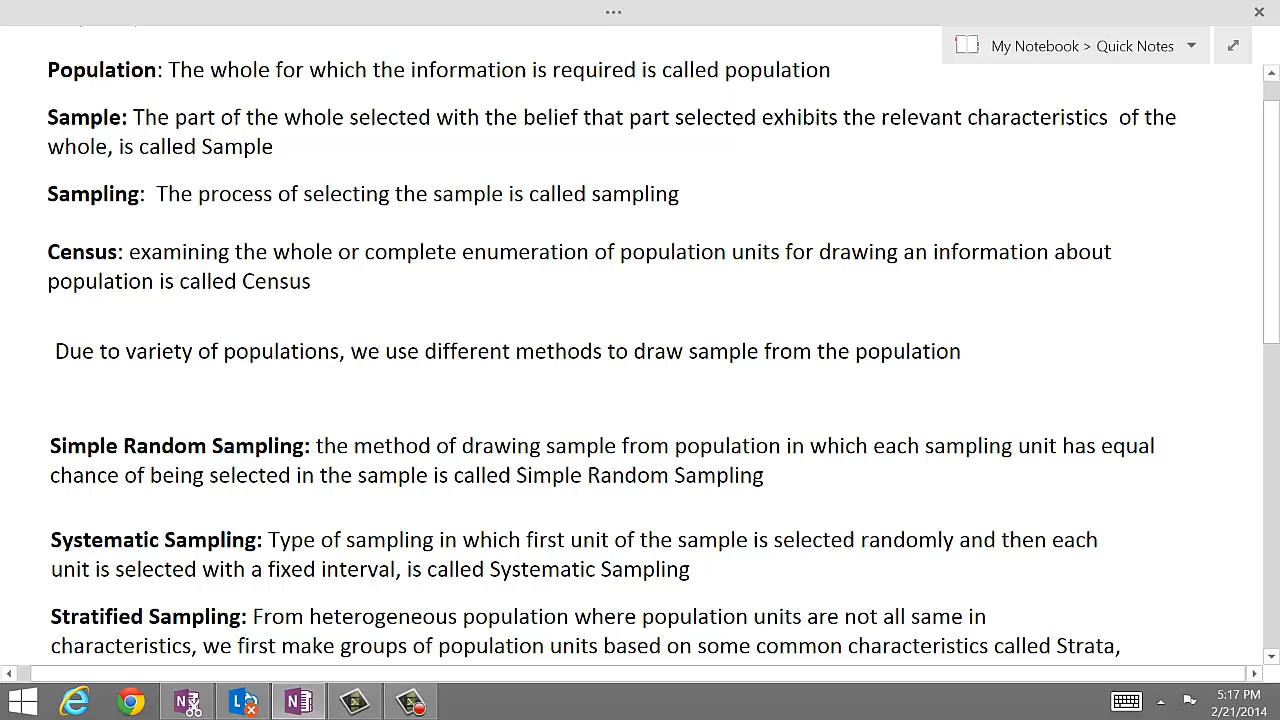 ...
My Notebook > Quick Notes
Population: The whole for which the information is required is called population
Sample: The part of the whole selected with the belief that part selected exhibits the relevant characteristics of the
whole, is called Sample
Sampling: The process of selecting the sample is called sampling
Census: examining the whole or complete enumeration of population units for drawing an information about
population is called Census
Due to variety of populations, we use different methods to draw sample from the population
Simple Random Sampling: the method of drawing sample from population in which each sampling unit has equal
chance of being selected in the sample is called Simple Random Sampling
Systematic Sampling: Type of sampling in which first unit of the sample is selected randomly and then each
unit is selected with a fixed interval, is called Systematic Sampling
Stratified Sampling: From heterogeneous population where population units are not all same in
characteristics, we first make groups of population units based on some common characteristics called Strata,
5:17 PM
2/21/2014